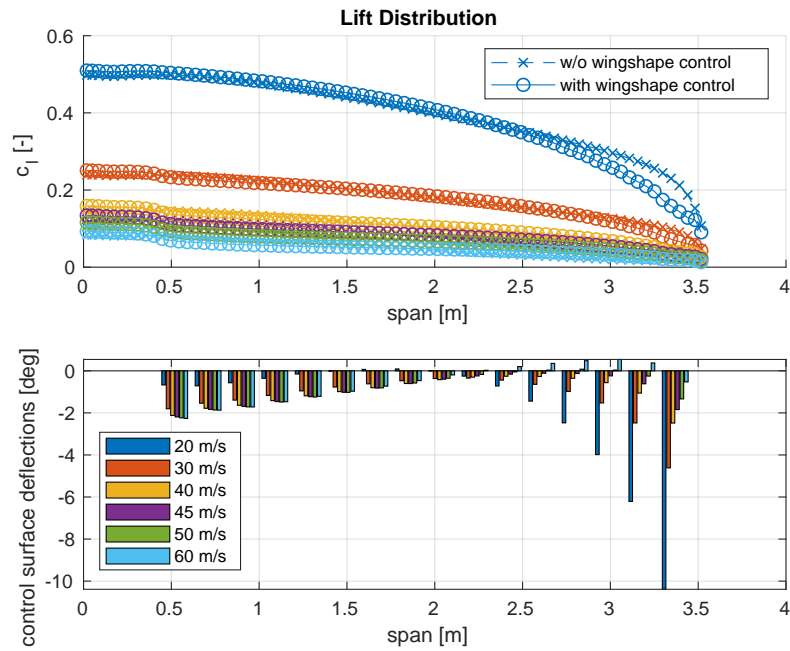 Lift Distribution
0.6
0.4
0.2
0
c_l [-]
w/o wingshape control
with wingshape control
0 0.5 1 1.5 2 2.5 3 3.5 4
span [m]
0
-2
-4
-6
-8
-10
control surface deflections [deg]
20 m/s
30 m/s
40 m/s
45 m/s
50 m/s
60 m/s
0 0.5 1 1.5 2 2.5 3 3.5 4
span [m]